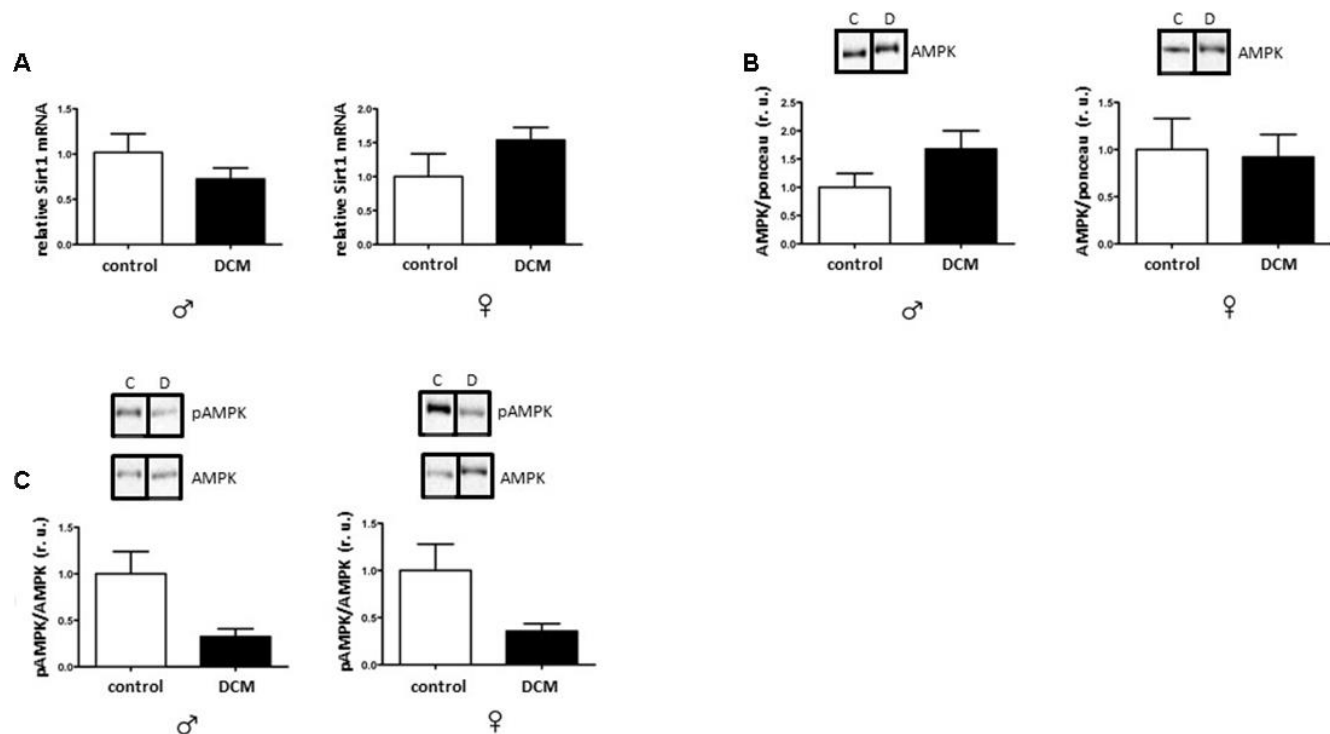 A
relative Sirt1 mRNA
1.5
1.0
0.5
0.0
control DCM
♂
relative Sirt1 mRNA
2.0
1.5
1.0
0.5
0.0
control DCM
♀
B
C D
AMPK
AMPK/ponceau (r. u.)
2.5
2.0
1.5
1.0
0.5
0.0
control DCM
♂
C D
AMPK
AMPK/ponceau (r. u.)
1.5
1.0
0.5
0.0
control DCM
♀
C
C D
pAMPK
AMPK
pAMPK/AMPK (r. u.)
1.5
1.0
0.5
0.0
control DCM
♂
C D
pAMPK
AMPK
pAMPK/AMPK (r. u.)
1.5
1.0
0.5
0.0
control DCM
♀